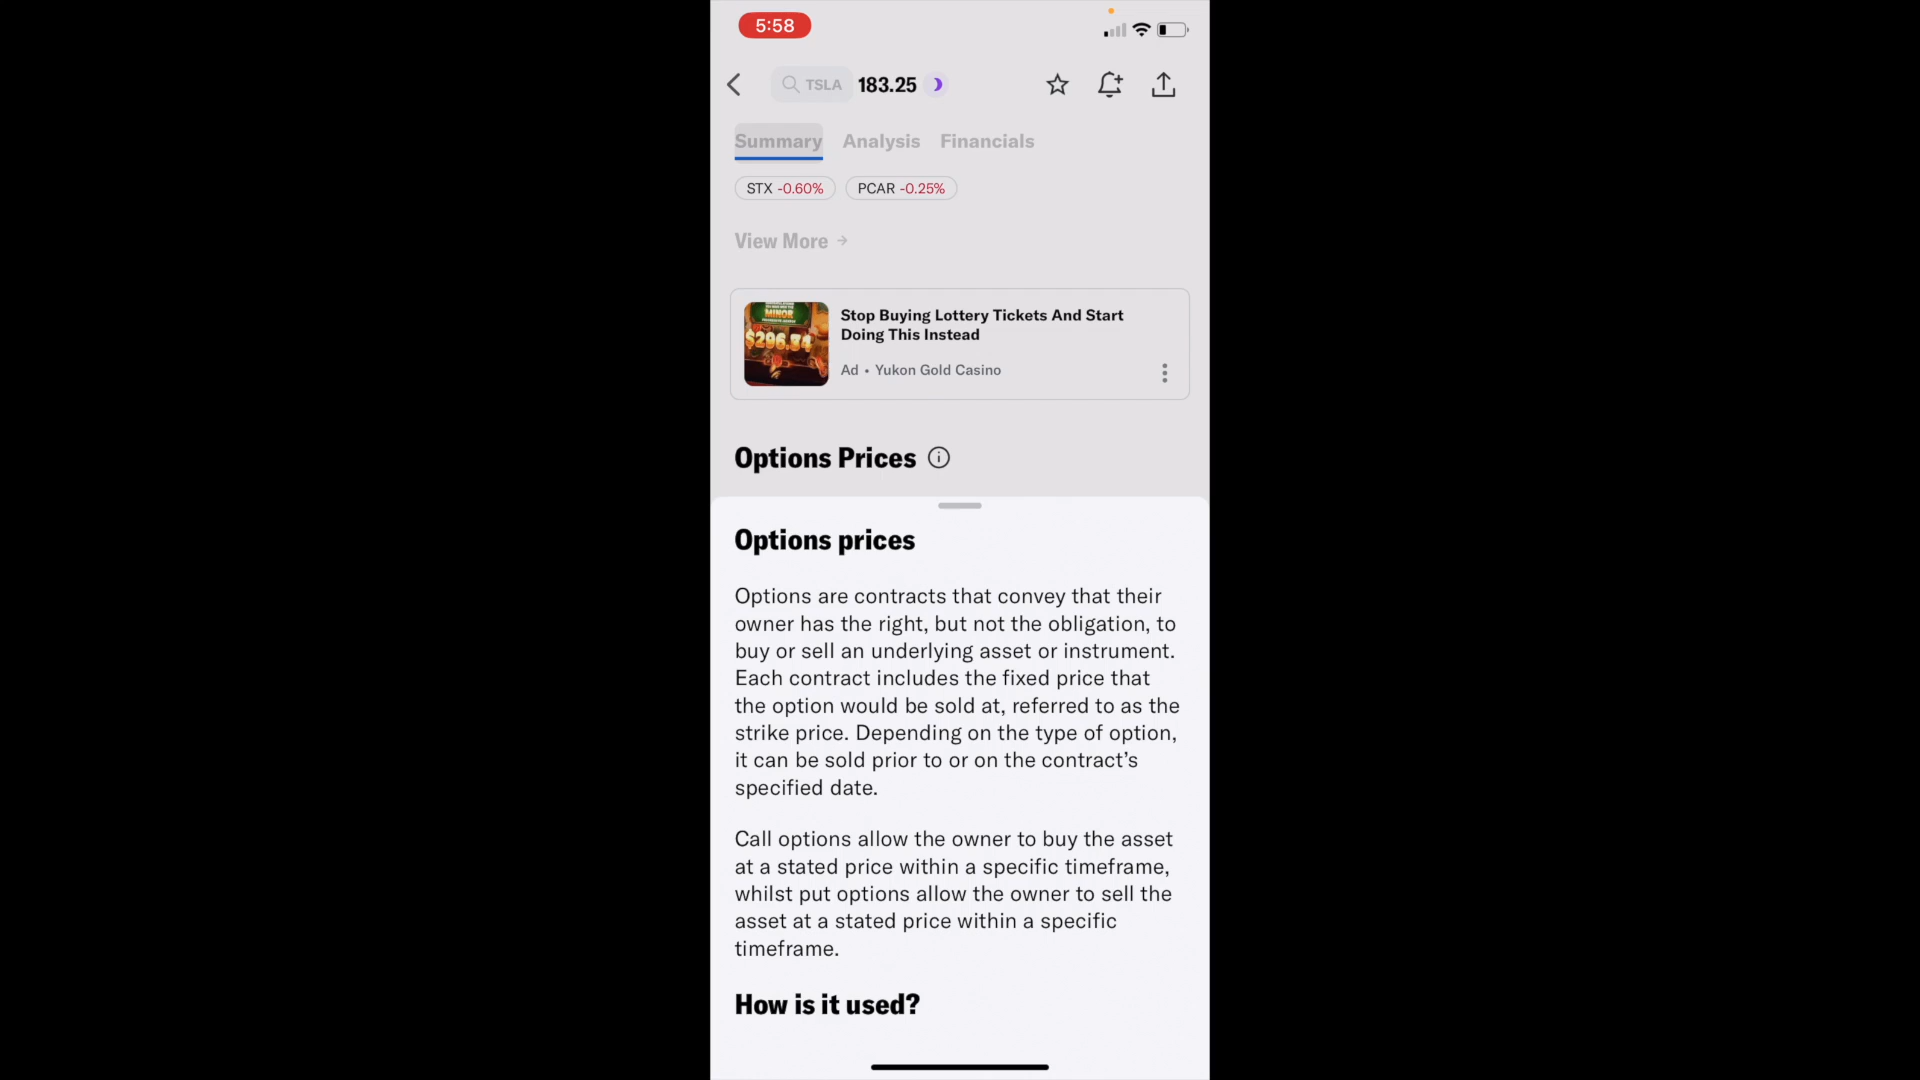 5:58
TSLA 183.25
Summary Analysis Financials
STX -0.60% PCAR -0.25%
View More
MINOR
$296.74
Stop Buying Lottery Tickets And Start
Doing This Instead
Ad • Yukon Gold Casino
Options Prices
Options prices
Options are contracts that convey that their
owner has the right, but not the obligation, to
buy or sell an underlying asset or instrument.
Each contract includes the fixed price that
the option would be sold at, referred to as the
strike price. Depending on the type of option,
it can be sold prior to or on the contract’s
specified date.
Call options allow the owner to buy the asset
at a stated price within a specific timeframe,
whilst put options allow the owner to sell the
asset at a stated price within a specific
timeframe.
How is it used?